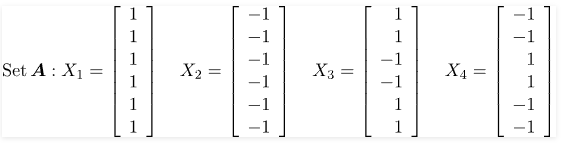 Set A : X₁ = [1 1 1 1 1 1] X₂ = [−1 −1 −1 −1 −1 −1] X₃ = [1 1 −1 −1 1 1] X₄ = [−1 −1 1 1 −1 −1]